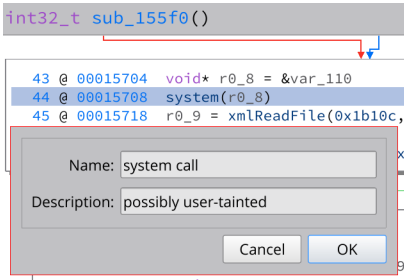 int32_t sub_155f0()
43 @ 00015704 void* r0_8 = &var_110
44 @ 00015708 system(r0_8)
45 @ 00015718 r0_9 = xmlReadFile(0x1b10c,
Name: system call
Description: possibly user-tainted
Cancel OK